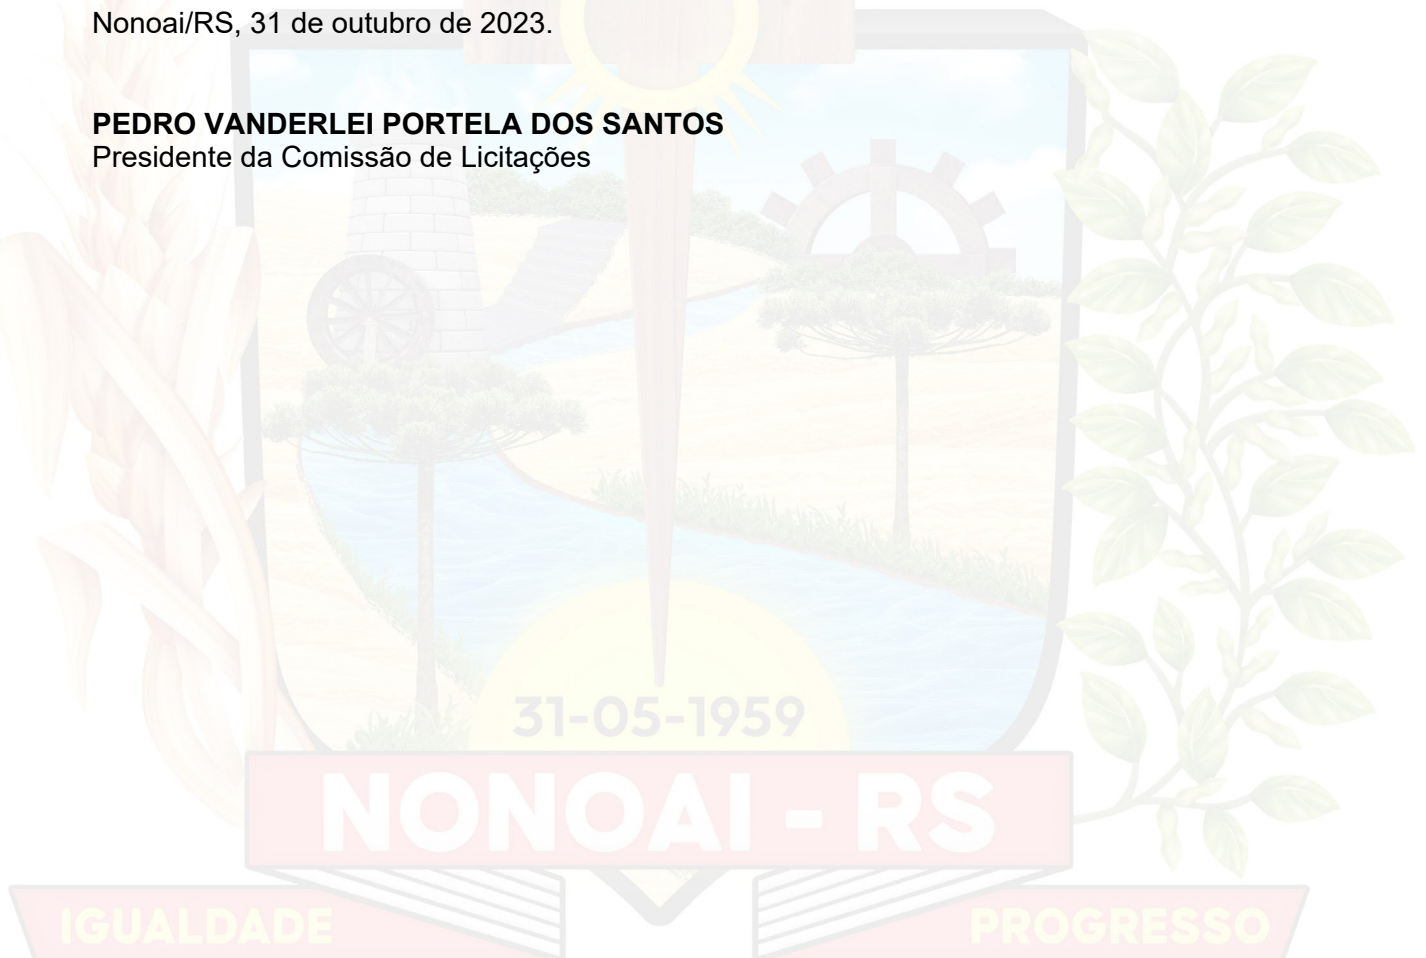 Nonoai/RS, 31 de outubro de 2023.
PEDRO VANDERLEI PORTELA DOS SANTOS
Presidente da Comissão de Licitações
31-05-1959
NONOAI - RS
IGUALDADE
PROGRESSO